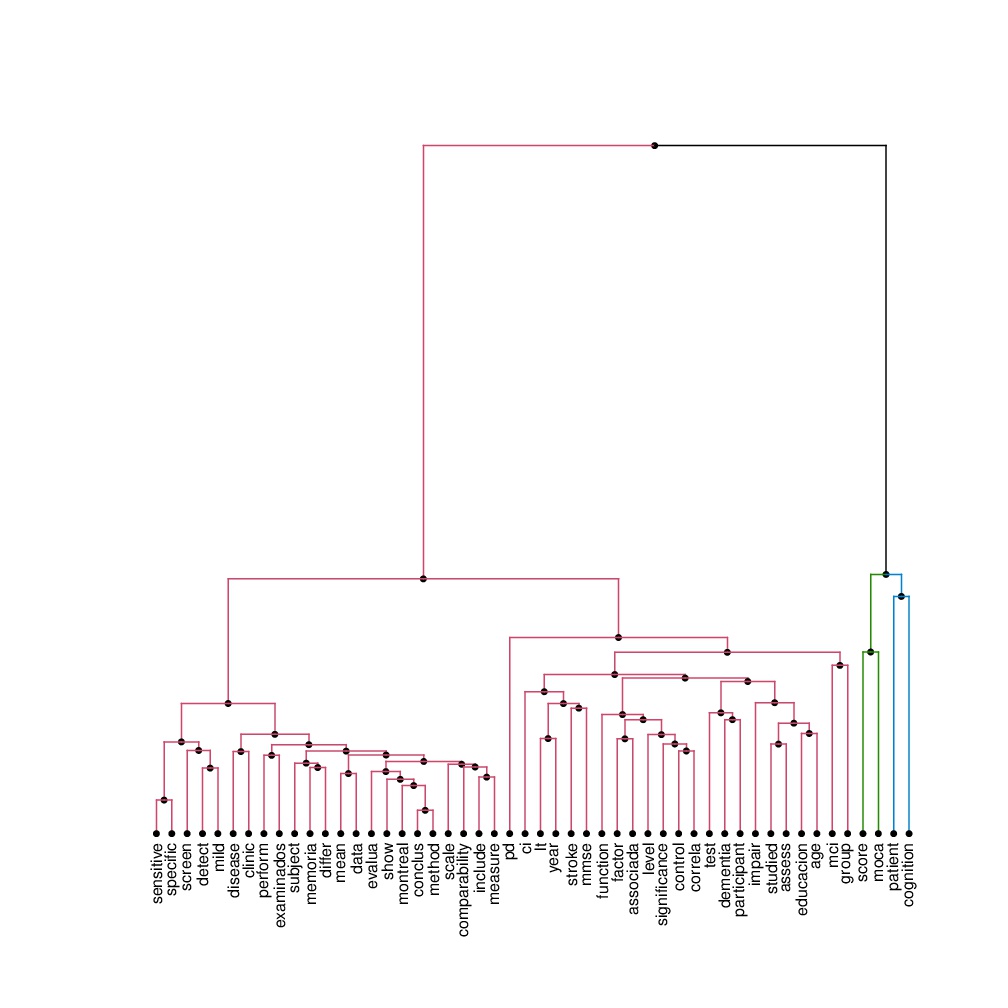 sensitive
specific
screen
detect
mild
disease
clinic
perform
examinados
subject
memoria
differ
mean
data
evalua
show
montreal
conclus
method
scale
comparability
include
measure
pd
ci
lt
year
stroke
mmse
function
factor
associada
level
significance
control
correla
test
dementia
participant
impair
studied
assess
educacion
age
mci
group
score
moca
patient
cognition